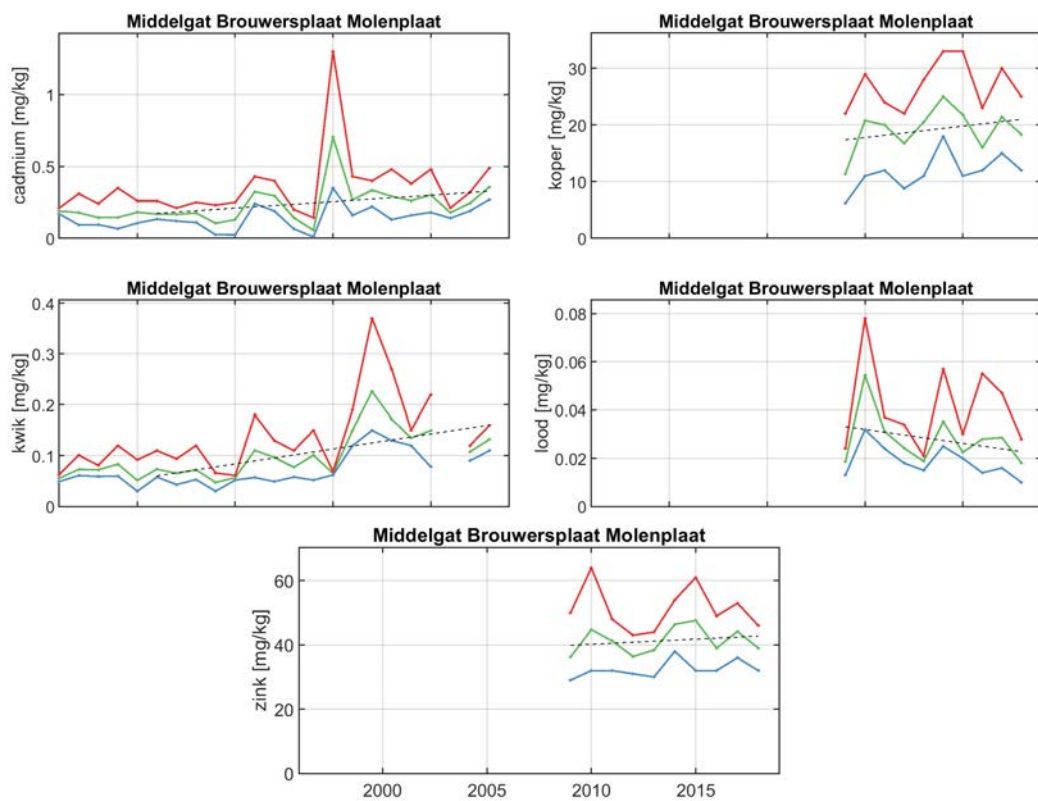 Middelgat Brouwersplaat Molenplaat
cadmium [mg/kg]
1
0.5
0
Middelgat Brouwersplaat Molenplaat
koper [mg/kg]
30
20
10
0
Middelgat Brouwersplaat Molenplaat
kwik [mg/kg]
0.4
0.3
0.2
0.1
0
Middelgat Brouwersplaat Molenplaat
lood [mg/kg]
0.08
0.06
0.04
0.02
0
Middelgat Brouwersplaat Molenplaat
zink [mg/kg]
60
40
20
0
2000 2005 2010 2015